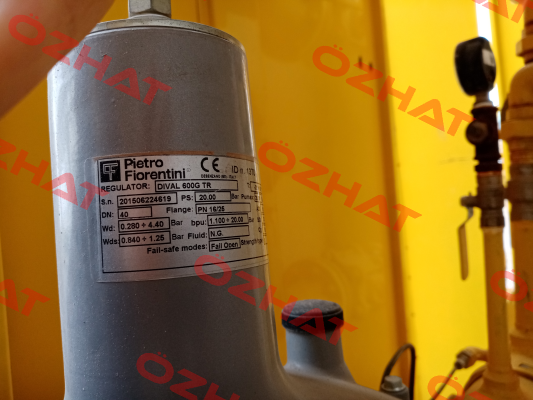 Pietro
Fiorentini
CE
ID n.
REGULATOR: DIVAL 600G TR
S.n. 201506224619 PS: 20.00 Bar
DN: 40 Flange: PN 16/25
Wd: 0.280 ÷ 4.40 Bar bpu: 1.100 ÷ 20.00
Wds: 0.840 ÷ 1.25 Bar Fluid: N.G.
Fail-safe modes: Fail Open Strength
OZHAT
OZHAT
OZHAT
OZHAT
OZHAT
OZHAT
OZHAT